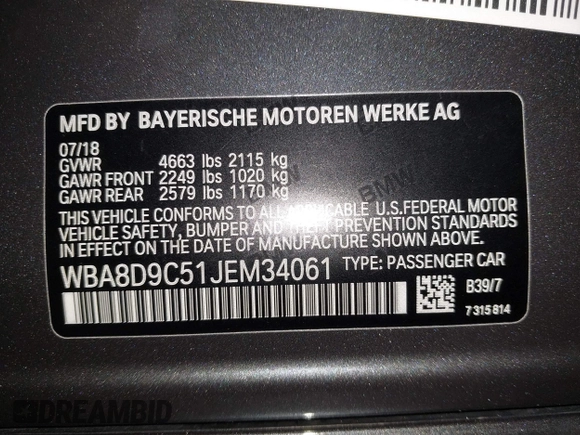 MFD BY BAYERISCHE MOTOREN WERKE AG
07/18
GVWR 4663 lbs 2115 kg
GAWR FRONT 2249 lbs 1020 kg
GAWR REAR 2579 lbs 1170 kg
THIS VEHICLE CONFORMS TO ALL APPLICABLE U.S.FEDERAL MOTOR
VEHICLE SAFETY, BUMPER AND THEFT PREVENTION STANDARDS
IN EFFECT ON THE DATE OF MANUFACTURE SHOWN ABOVE.
WBA8D9C51JEM34061 TYPE: PASSENGER CAR
B39/7
7 315 814
DREAMBID